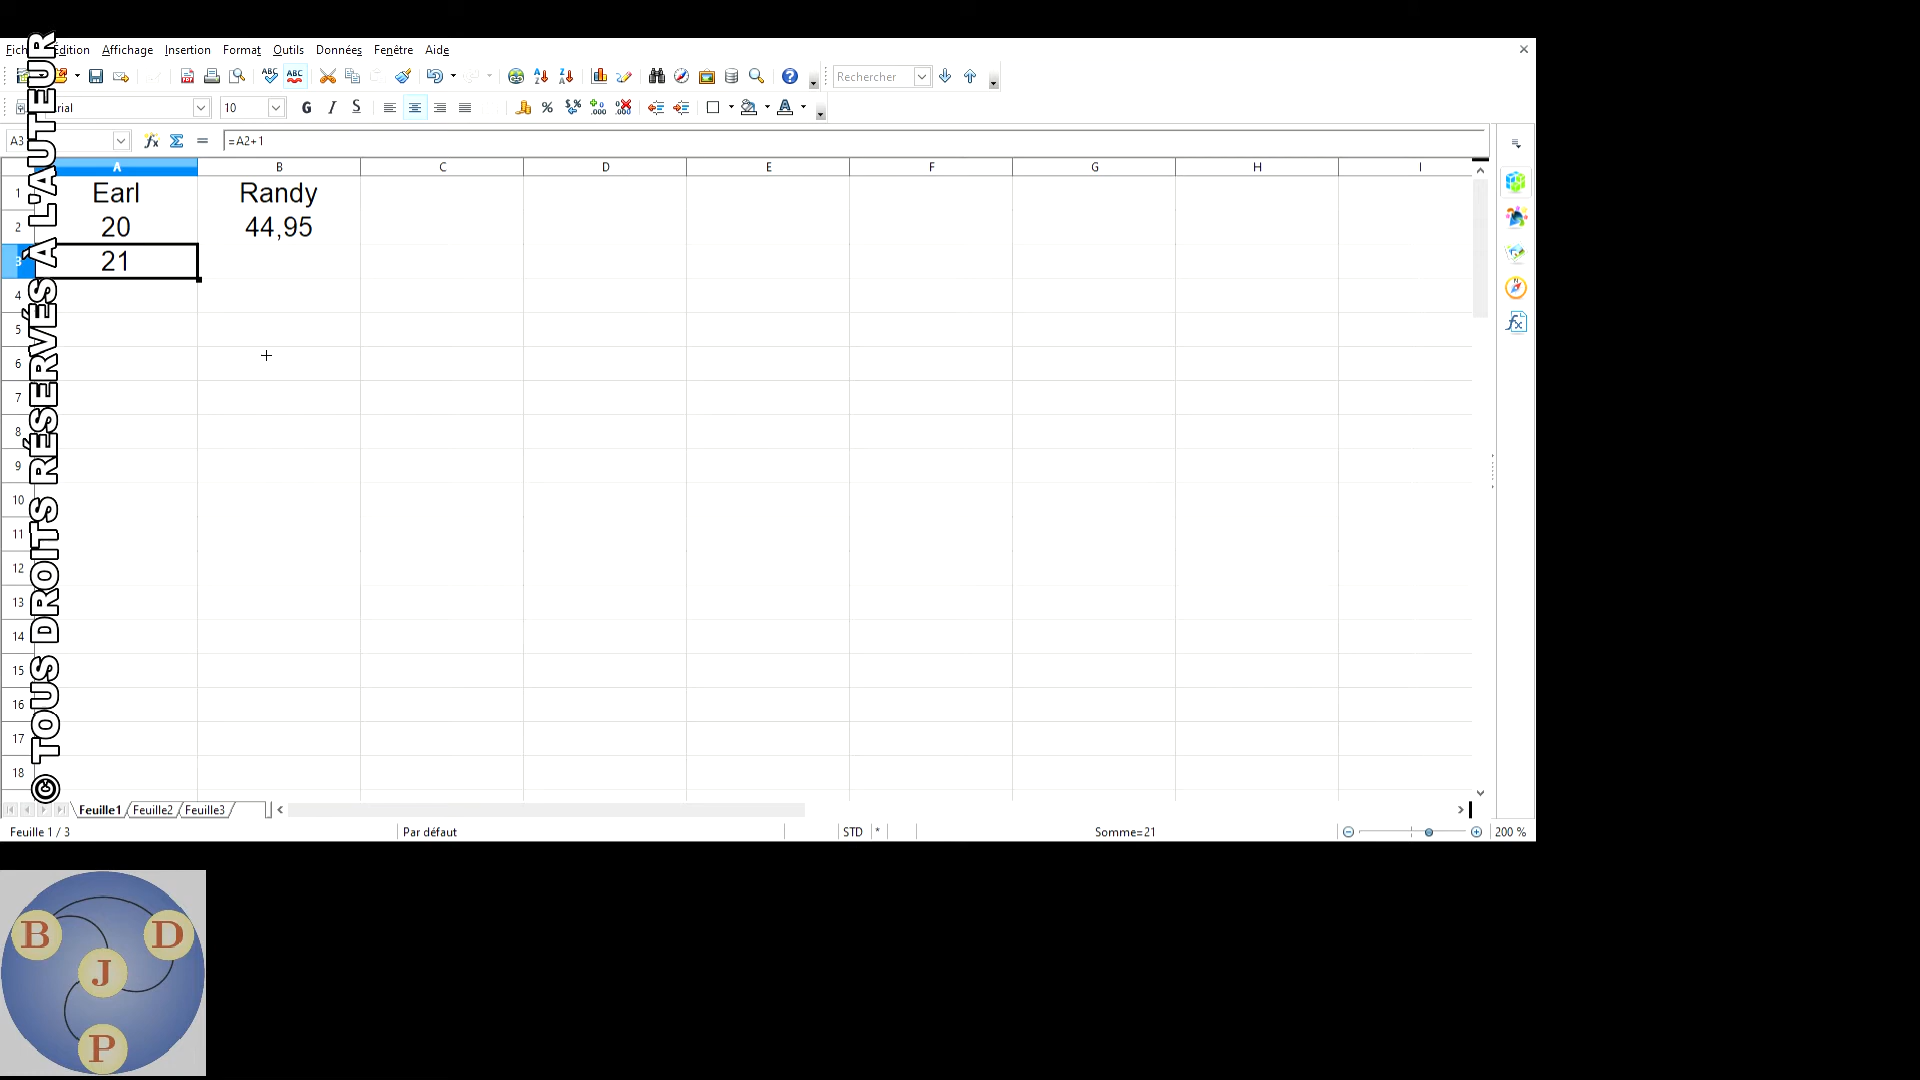 Fich Édition Affichage Insertion Format Outils Données Fenêtre Aide
Rechercher
Arial 10 G I S
A3 =A2+1
A B C D E F G H I
1 Earl Randy
2 20 44,95
3 21
4
5
6
7
8
9
10
11
12
13
14
15
16
17
18
Feuille1 Feuille2 Feuille3
Feuille 1 / 3 Par défaut STD * Somme=21 200 %
© TOUS DROITS RÉSERVÉS À L'AUTEUR
B D
J
P